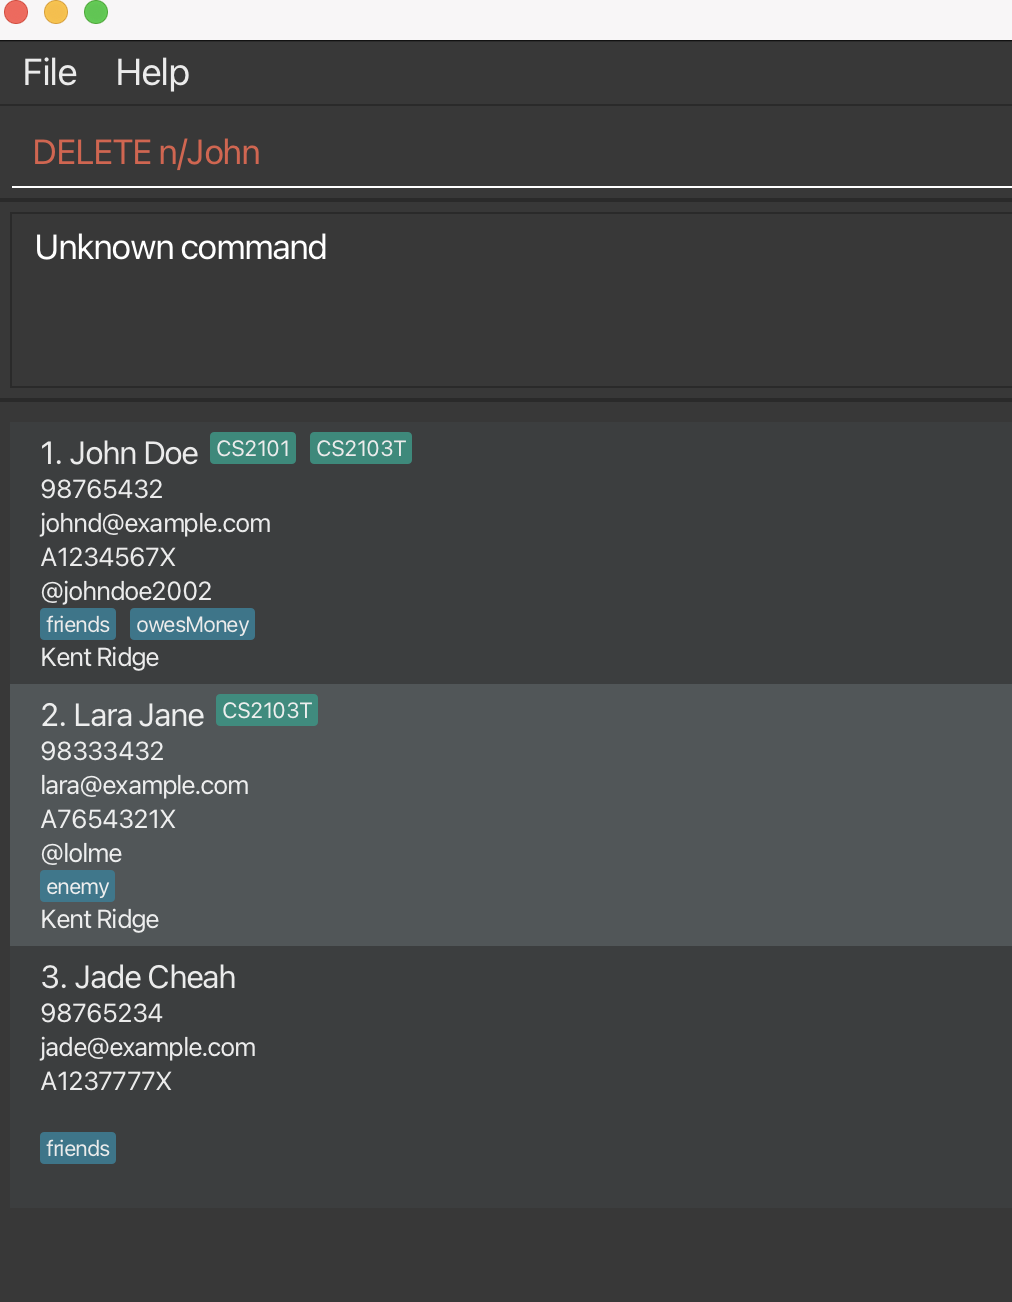 File Help
DELETE n/John
Unknown command
1. John Doe CS2101 CS2103T
98765432
johnd@example.com
A1234567X
@johndoe2002
friends owesMoney
Kent Ridge
2. Lara Jane CS2103T
98333432
lara@example.com
A7654321X
@lolme
enemy
Kent Ridge
3. Jade Cheah
98765234
jade@example.com
A1237777X
friends